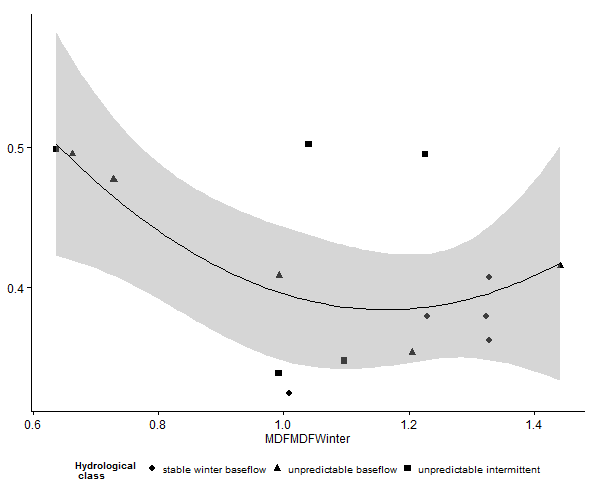 0.5
0.4
0.6 0.8 1.0 1.2 1.4
MDFMDFWinter
Hydrological
class
stable winter baseflow unpredictable baseflow unpredictable intermittent